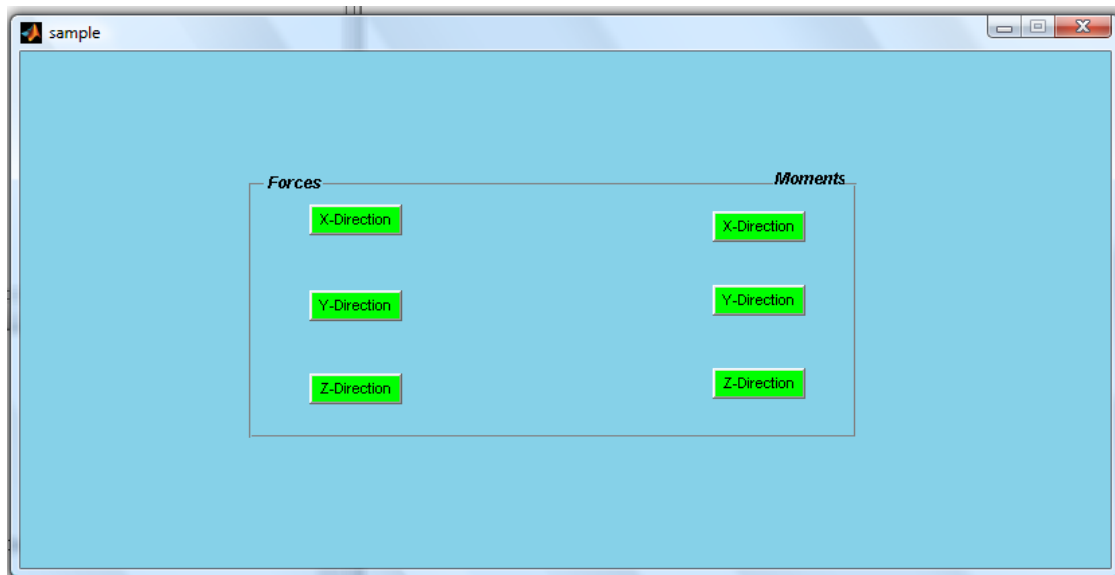 sample
Forces
Moments
X-Direction
X-Direction
Y-Direction
Y-Direction
Z-Direction
Z-Direction